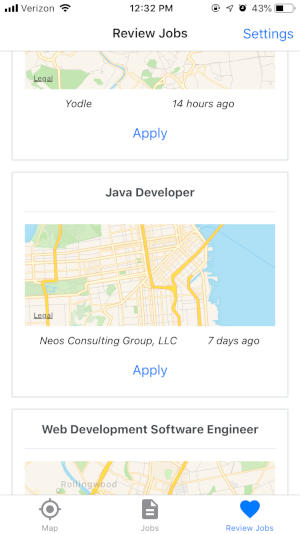 Verizon 12:32 PM 43%
Review Jobs Settings
Legal
Yodle 14 hours ago
Apply
Java Developer
Legal
Neos Consulting Group, LLC 7 days ago
Apply
Web Development Software Engineer
Rollingwood
Map Jobs Review Jobs